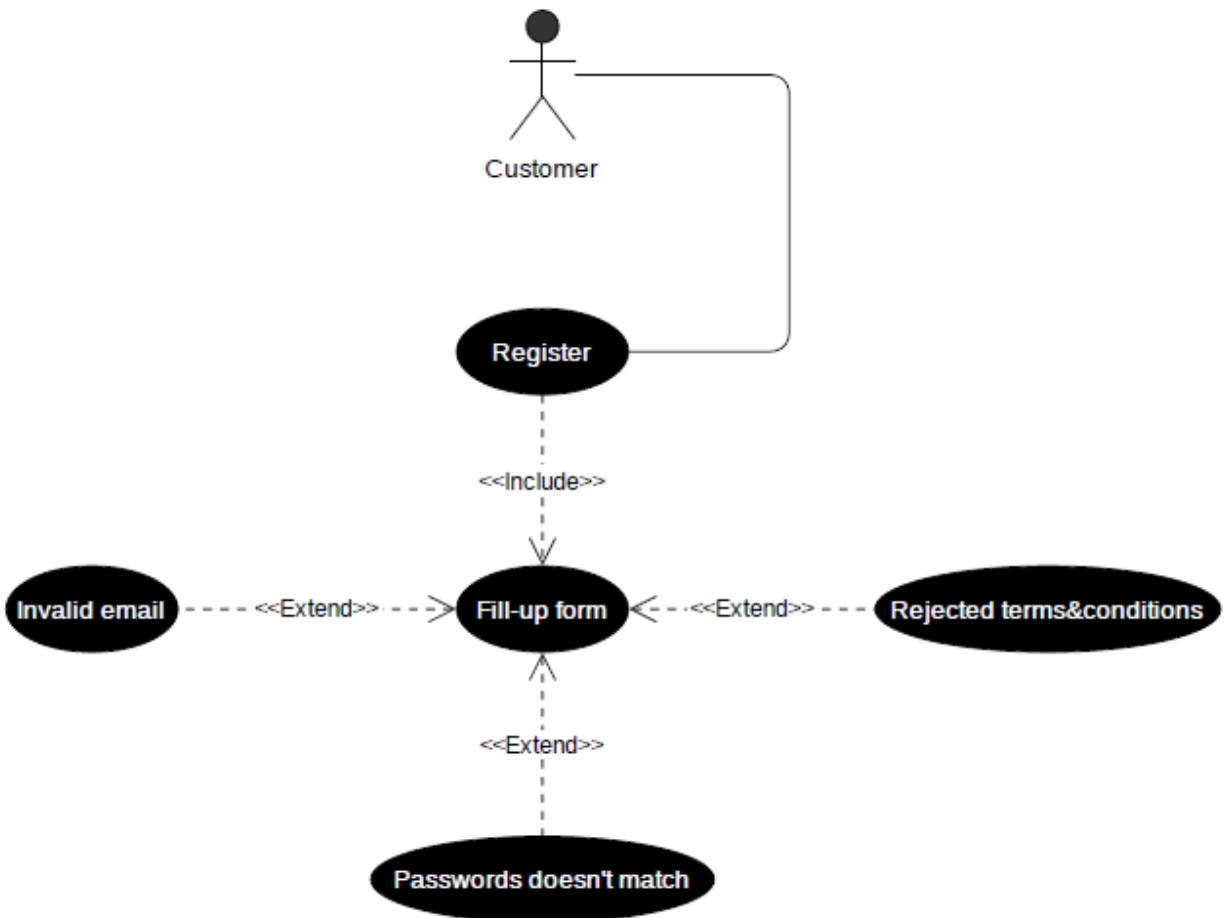 Customer
Register
<<Include>>
Invalid email
<<Extend>>
Fill-up form
<<Extend>>
Rejected terms&conditions
<<Extend>>
Passwords doesn't match